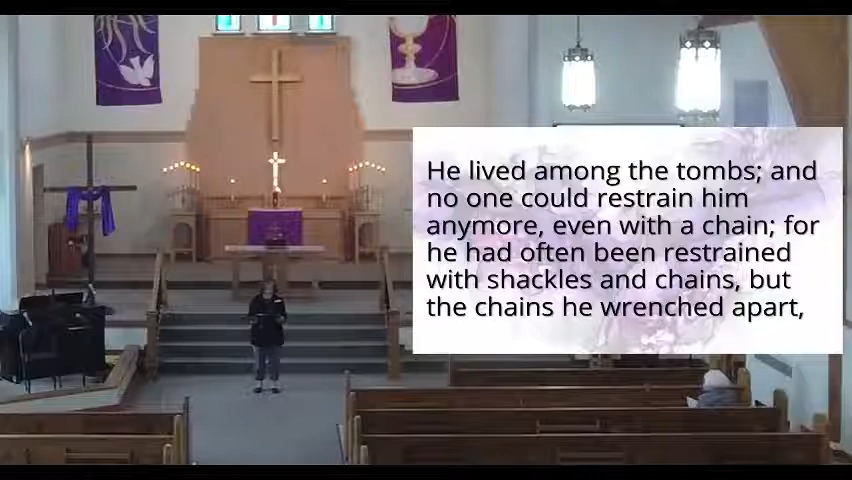 He lived among the tombs; and
no one could restrain him
anymore, even with a chain; for
he had often been restrained
with shackles and chains, but
the chains he wrenched apart,